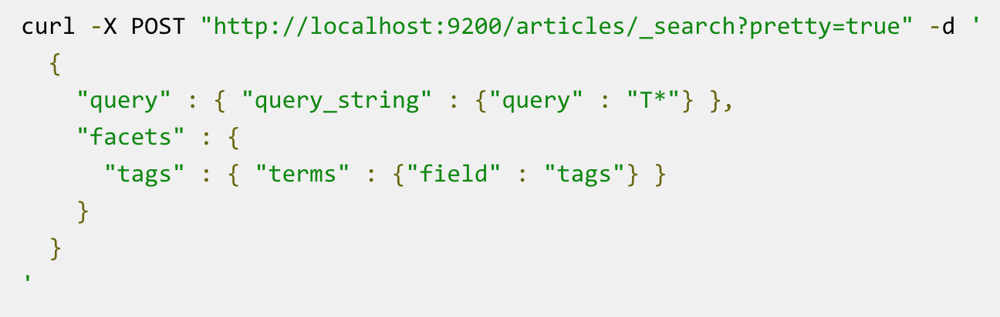 curl -X POST "http://localhost:9200/articles/_search?pretty=true" -d '
  {
    "query" : { "query_string" : {"query" : "T*"} },
    "facets" : {
      "tags" : { "terms" : {"field" : "tags"} }
    }
  }
'